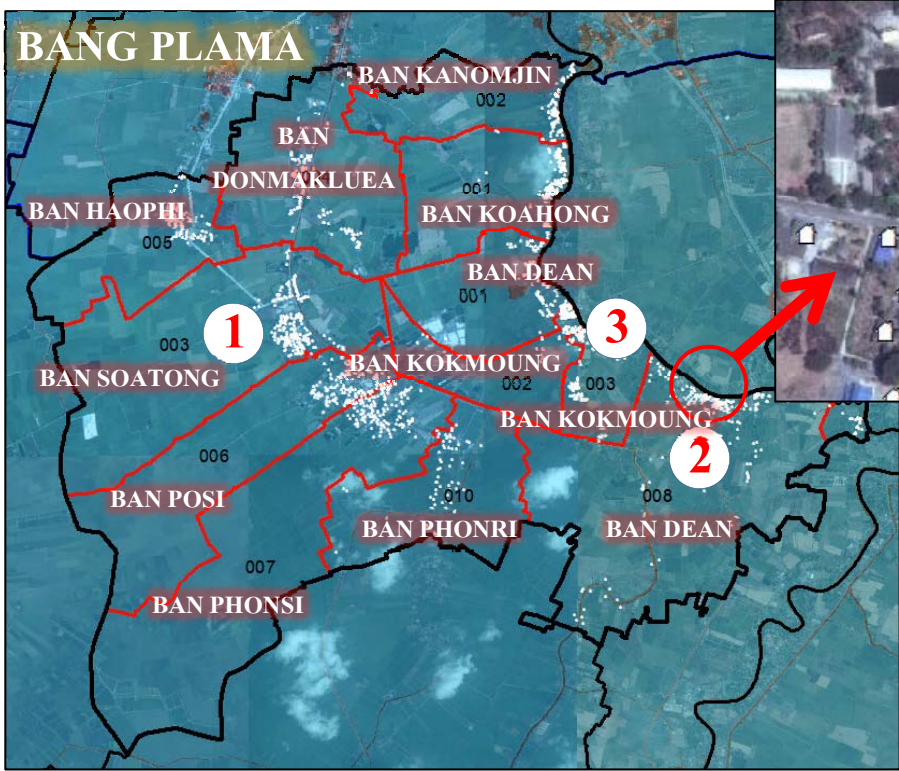 BANG PLAMA
BAN KANOMJIN
002
BAN
DONMAKLUEA
001
BAN HAOPHI
BAN KOAHONG
005
BAN DEAN
001
1
3
003
BAN KOKMOUNG
BAN SOATONG
002
003
BAN KOKMOUNG
2
006
BAN POSI
010
008
BAN PHONRI
BAN DEAN
007
BAN PHONSI